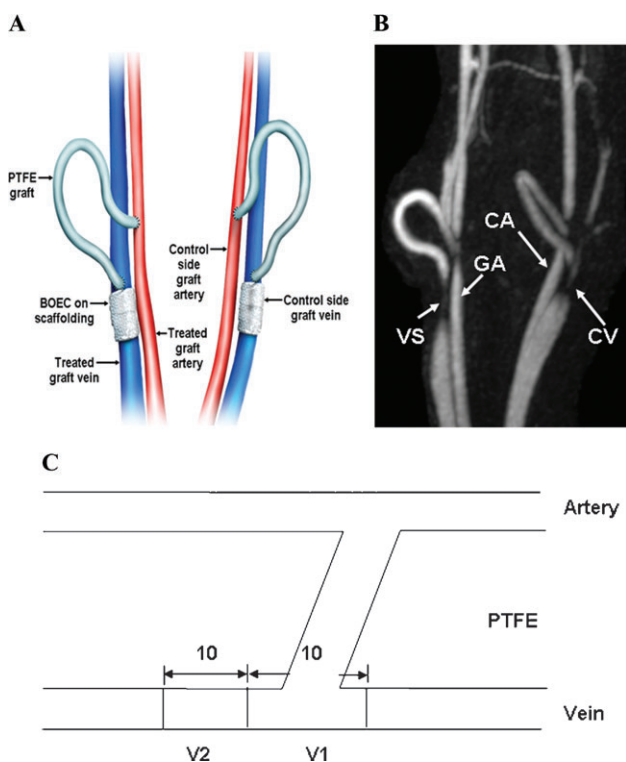 A
PTFE
graft
BOEC on
scaffolding
Treated
graft vein
Control
side
graft
artery
Treated
graft
artery
Control side
graft vein
B
CA
GA
VS
CV
C
Artery
PTFE
10 10
Vein
V2 V1